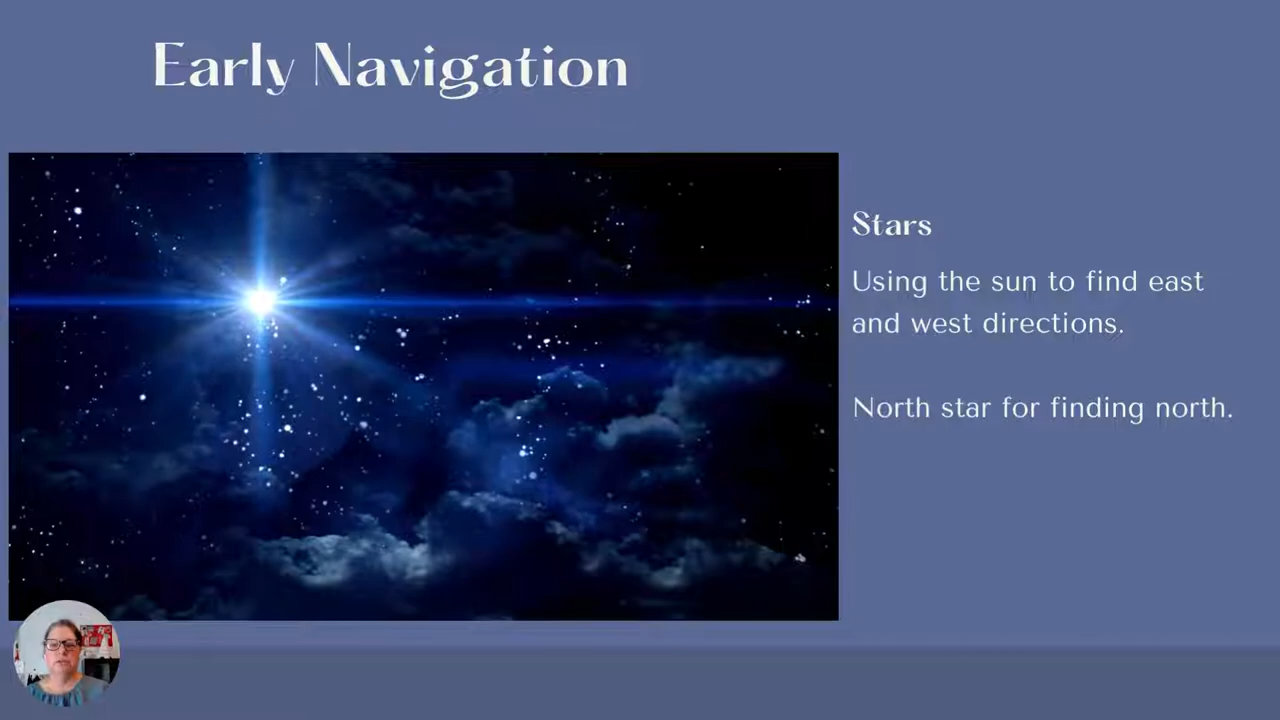 Early Navigation
Stars
Using the sun to find east
and west directions.
North star for finding north.